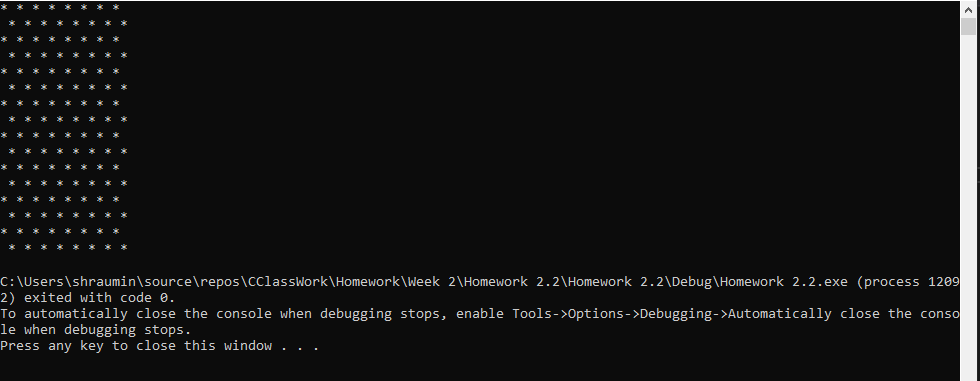 * * * * * * * *
 * * * * * * * *
* * * * * * * *
 * * * * * * * *
* * * * * * * *
 * * * * * * * *
* * * * * * * *
 * * * * * * * *
* * * * * * * *
 * * * * * * * *
* * * * * * * *
 * * * * * * * *
* * * * * * * *
 * * * * * * * *
* * * * * * * *
 * * * * * * * *
C:\Users\shraumin\source\repos\CClassWork\Homework\Week 2\Homework 2.2\Homework 2.2\Debug\Homework 2.2.exe (process 1209
2) exited with code 0.
To automatically close the console when debugging stops, enable Tools->Options->Debugging->Automatically close the conso
le when debugging stops.
Press any key to close this window . . .